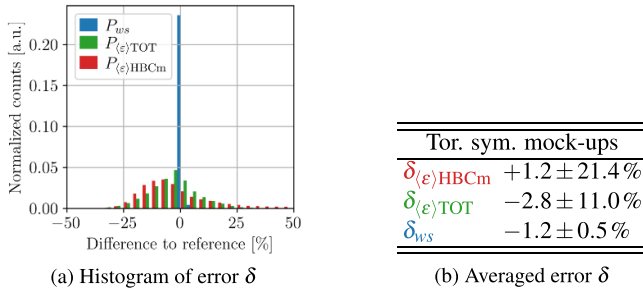 Normalized counts [a.u.]
0.20
0.15
0.10
0.05
0.00
P_ws
P_⟨ε⟩TOT
P_⟨ε⟩HBCm
−50 −25 0 25 50
Difference to reference [%]
(a) Histogram of error δ
Tor. sym. mock-ups
δ_⟨ε⟩HBCm +1.2 ± 21.4 %
δ_⟨ε⟩TOT −2.8 ± 11.0 %
δ_ws −1.2 ± 0.5 %
(b) Averaged error δ